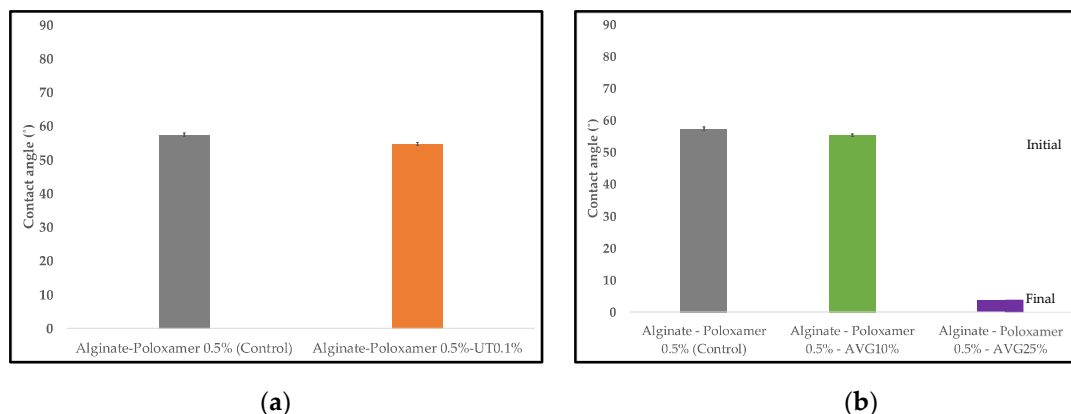 90
80
70
60
50
40
30
20
10
0
Contact angle (°)
Alginate-Poloxamer 0.5% (Control)
Alginate-Poloxamer 0.5%-UT0.1%
(a)
90
80
70
60
50
40
30
20
10
0
Contact angle (°)
Initial
Final
Alginate - Poloxamer
0.5% (Control)
Alginate - Poloxamer
0.5% - AVG10%
Alginate - Poloxamer
0.5% - AVG25%
(b)